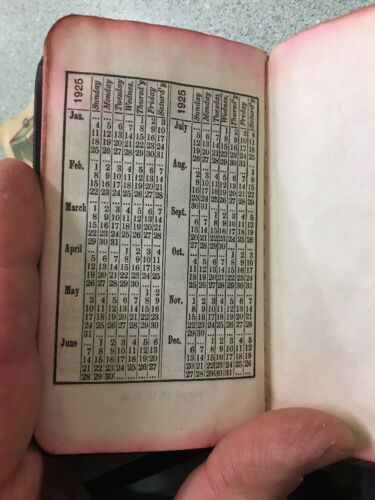 1925 Sunday Monday Tuesday Wednes. Thursd'y Friday Saturd'y
Jan. ... ... ... ... 1 2 3
4 5 6 7 8 9 10
11 12 13 14 15 16 17
18 19 20 21 22 23 24
25 26 27 28 29 30 31
Feb. 1 2 3 4 5 6 7
8 9 10 11 12 13 14
15 16 17 18 19 20 21
22 23 24 25 26 27 28
March 1 2 3 4 5 6 7
8 9 10 11 12 13 14
15 16 17 18 19 20 21
22 23 24 25 26 27 28
29 30 31 ... ... ... ...
April ... ... ... 1 2 3 4
5 6 7 8 9 10 11
12 13 14 15 16 17 18
19 20 21 22 23 24 25
26 27 28 29 30 ... ...
May ... ... ... ... ... 1 2
3 4 5 6 7 8 9
10 11 12 13 14 15 16
17 18 19 20 21 22 23
24 25 26 27 28 29 30
31 ... ... ... ... ... ...
June ... 1 2 3 4 5 6
7 8 9 10 11 12 13
14 15 16 17 18 19 20
21 22 23 24 25 26 27
28 29 30 ... ... ... ...
1925 Sunday Monday Tuesday Wednes. Thursd'y Friday Saturd'y
July ... ... ... 1 2 3 4
5 6 7 8 9 10 11
12 13 14 15 16 17 18
19 20 21 22 23 24 25
26 27 28 29 30 31 ...
Aug. ... ... ... ... ... ... 1
2 3 4 5 6 7 8
9 10 11 12 13 14 15
16 17 18 19 20 21 22
23 24 25 26 27 28 29
30 31 ... ... ... ... ...
Sept. ... ... 1 2 3 4 5
6 7 8 9 10 11 12
13 14 15 16 17 18 19
20 21 22 23 24 25 26
27 28 29 30 ... ... ...
Oct. ... ... ... ... 1 2 3
4 5 6 7 8 9 10
11 12 13 14 15 16 17
18 19 20 21 22 23 24
25 26 27 28 29 30 31
Nov. 1 2 3 4 5 6 7
8 9 10 11 12 13 14
15 16 17 18 19 20 21
22 23 24 25 26 27 28
29 30 ... ... ... ... ...
Dec. ... ... 1 2 3 4 5
6 7 8 9 10 11 12
13 14 15 16 17 18 19
20 21 22 23 24 25 26
27 28 29 30 31 ... ...